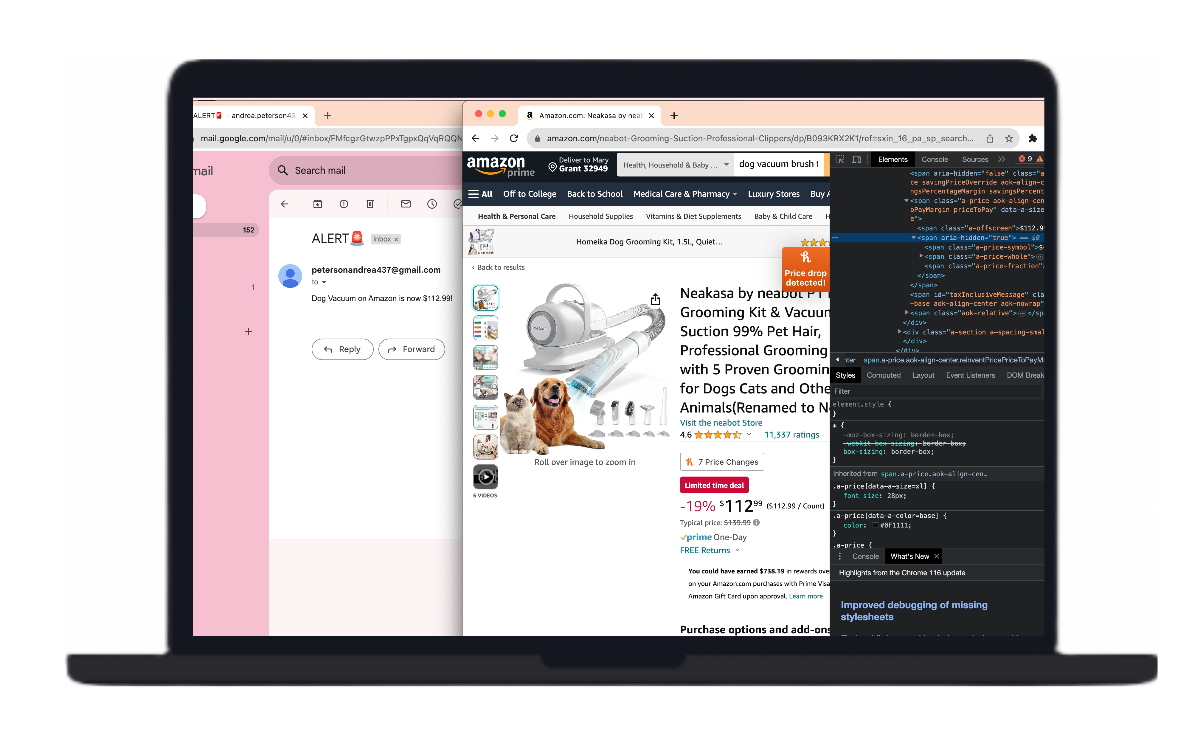 ALERT🚨 - andrea.peterson43
mail.google.com/mail/u/0/#inbox/FMfcgzGtwzpPPxTgpxQqVqRQQN
mail
Search mail
152
1
ALERT🚨 Inbox ×
petersonandrea437@gmail.com
to
Dog Vacuum on Amazon is now $112.99!
Reply
Forward
Amazon.com: Neakasa by neab
amazon.com/neabot-Grooming-Suction-Professional-Clippers/dp/B093KRX2K1/ref=sxin_16_pa_sp_search...
amazon
prime
Deliver to Mary
Grant 32949
Health, Household & Baby ...
dog vacuum brush f
All Off to College Back to School Medical Care & Pharmacy Luxury Stores Buy A
Health & Personal Care Household Supplies Vitamins & Diet Supplements Baby & Child Care H
Homeika Dog Grooming Kit, 1.5L, Quiet...
Price drop
detected!
‹ Back to results
Neakasa by neabot P1 P
Grooming Kit & Vacuum
Suction 99% Pet Hair,
Professional Grooming
with 5 Proven Groomin
for Dogs Cats and Othe
Animals(Renamed to N
Visit the neabot Store
4.6 11,337 ratings
Roll over image to zoom in
6 VIDEOS
7 Price Changes
Limited time deal
-19% $112⁹⁹ ($112.99 / Count)
Typical price: $139.99
prime One-Day
FREE Returns
You could have earned $738.19 in rewards ove
on your Amazon.com purchases with Prime Visa
Amazon Gift Card upon approval. Learn more
Purchase options and add-ons
Elements Console Sources » 9
<span aria-hidden="false" class="a
ce savingPriceOverride aok-align-c
ngsPercentageMargin savingsPercent
<span class="a-price aok-align-cen
ToPayMargin priceToPay" data-a-size
e">
<span class="a-offscreen">$112.9
<span aria-hidden="true"> == $0
<span class="a-price-symbol">$<
<span class="a-price-whole">
<span class="a-price-fraction">
</span>
</span>
<span id="taxInclusiveMessage" cla
-base aok-align-center aok-nowrap"
<span class="aok-relative"> </sp
</div>
<div class="a-section a-spacing-smal
</div>
</div>
nter span.a-price.aok-align-center.reinventPricePriceToPayM
Styles Computed Layout Event Listeners DOM Break
Filter
element.style {
}
* {
-moz-box-sizing: border-box;
-webkit-box-sizing: border-box;
box-sizing: border-box;
}
Inherited from span.a-price.aok-align-cen…
.a-price[data-a-size=xl] {
font-size: 28px;
}
.a-price[data-a-color=base] {
color: #0F1111;
}
.a-price {
Console What's New ×
Highlights from the Chrome 116 update
Improved debugging of missing
stylesheets